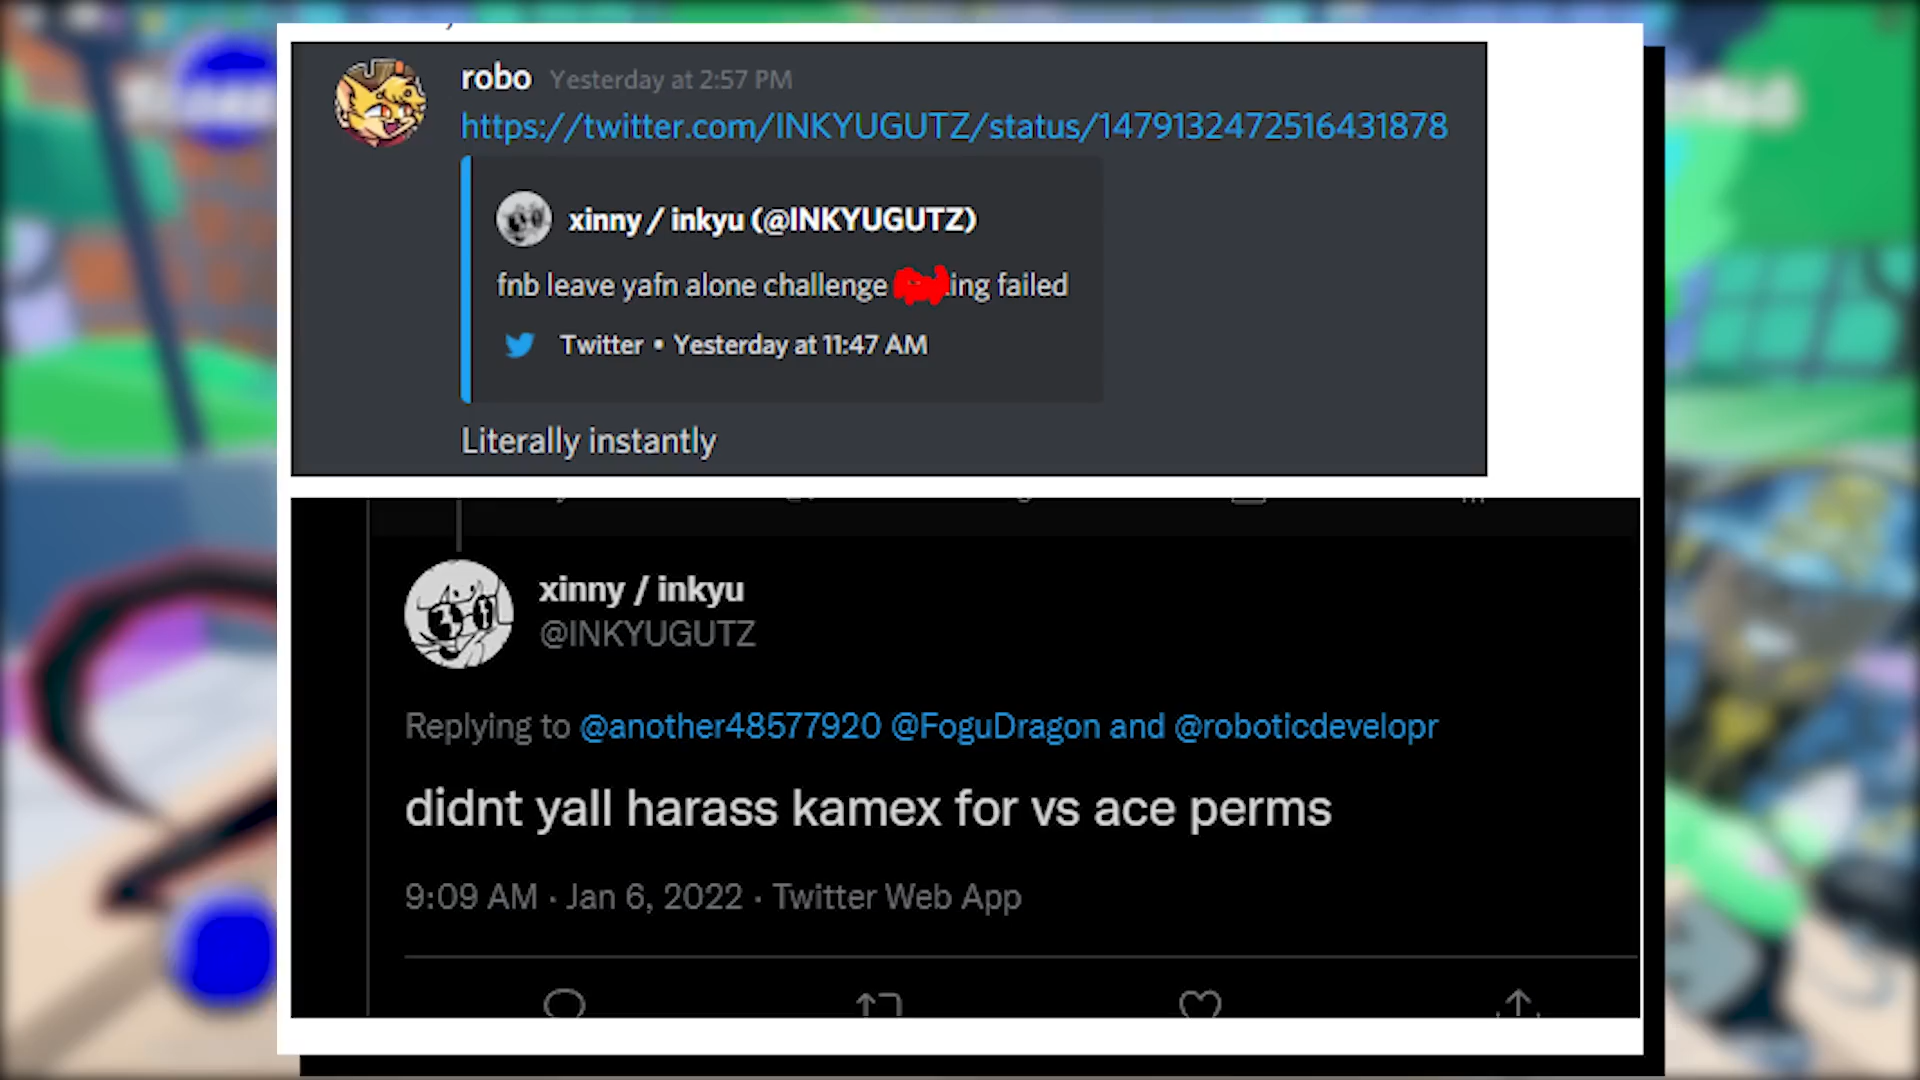 robo Yesterday at 2:57 PM
https://twitter.com/INKYUGUTZ/status/1479132472516431878
xinny / inkyu (@INKYUGUTZ)
fnb leave yafn alone challenge ing failed
Twitter • Yesterday at 11:47 AM
Literally instantly
xinny / inkyu
@INKYUGUTZ
Replying to @another48577920 @FoguDragon and @roboticdevelopr
didnt yall harass kamex for vs ace perms
9:09 AM · Jan 6, 2022 · Twitter Web App